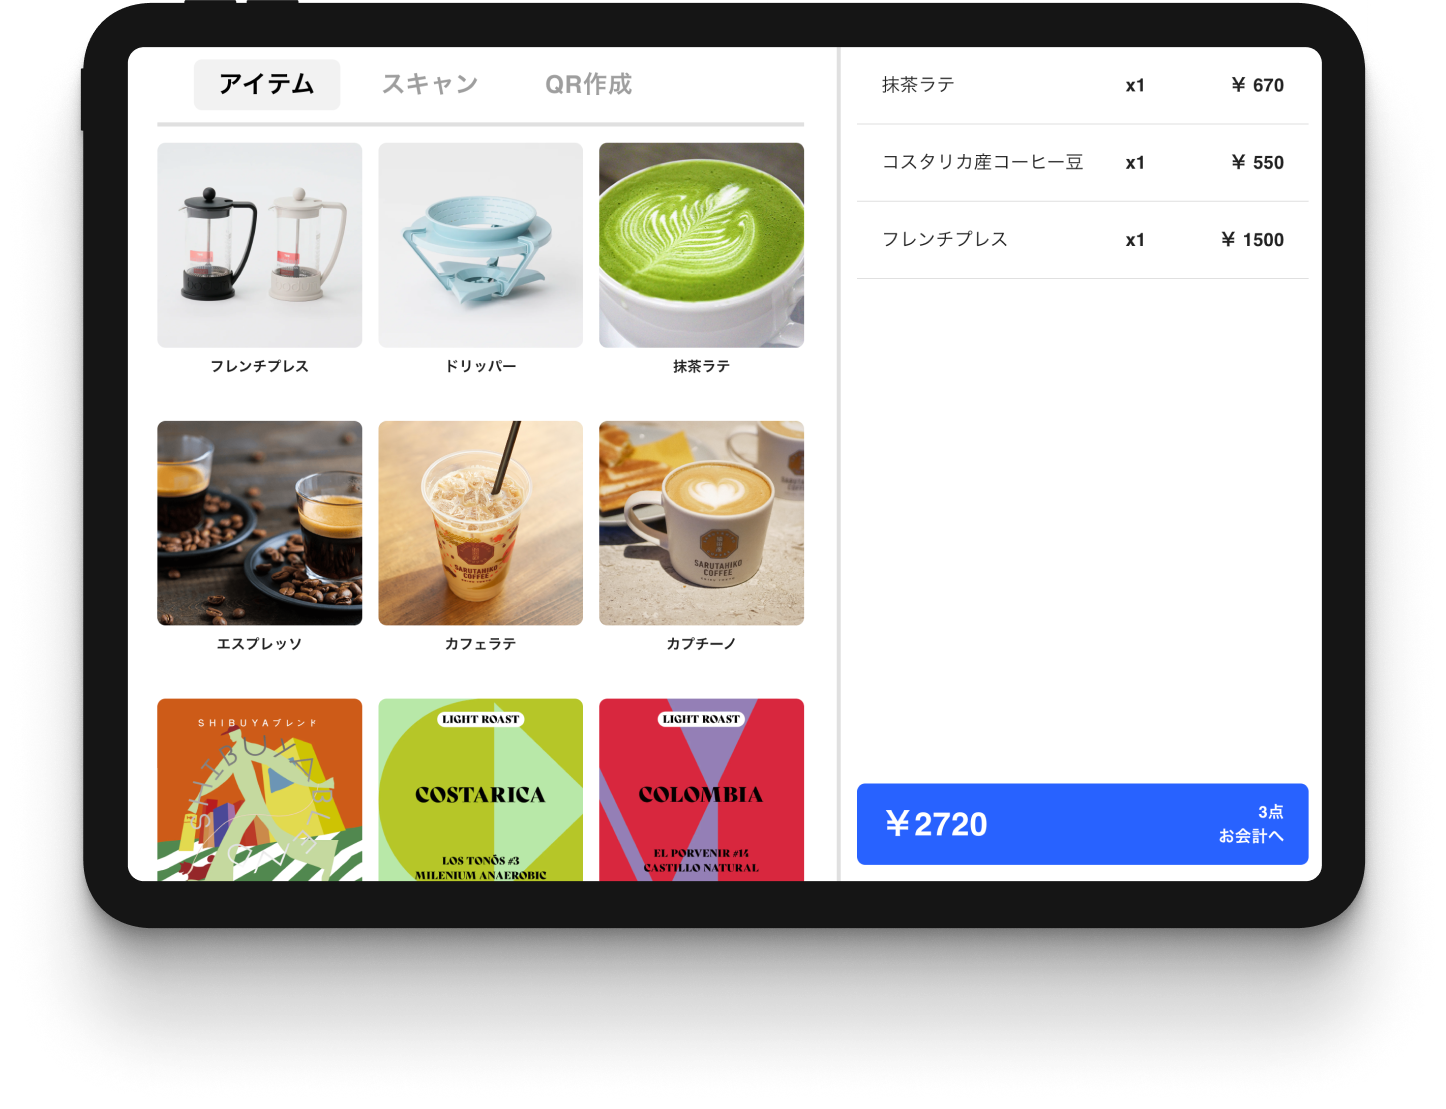 アイテム
スキャン
QR作成
フレンチプレス
ドリッパー
抹茶ラテ
エスプレッソ
SARUTAHIKO
COFFEE
カフェラテ
SARUTAHIKO
COFFEE
カプチーノ
SHIBUYAブレンド
SHIBUYA BLEND
LIGHT ROAST
COSTARICA
LOS TONŌS #3
MILENIUM ANAEROBIC
LIGHT ROAST
COLOMBIA
EL PORVENIR #14
CASTILLO NATURAL
抹茶ラテ x1 ¥ 670
コスタリカ産コーヒー豆 x1 ¥ 550
フレンチプレス x1 ¥ 1500
¥2720
3点
お会計へ